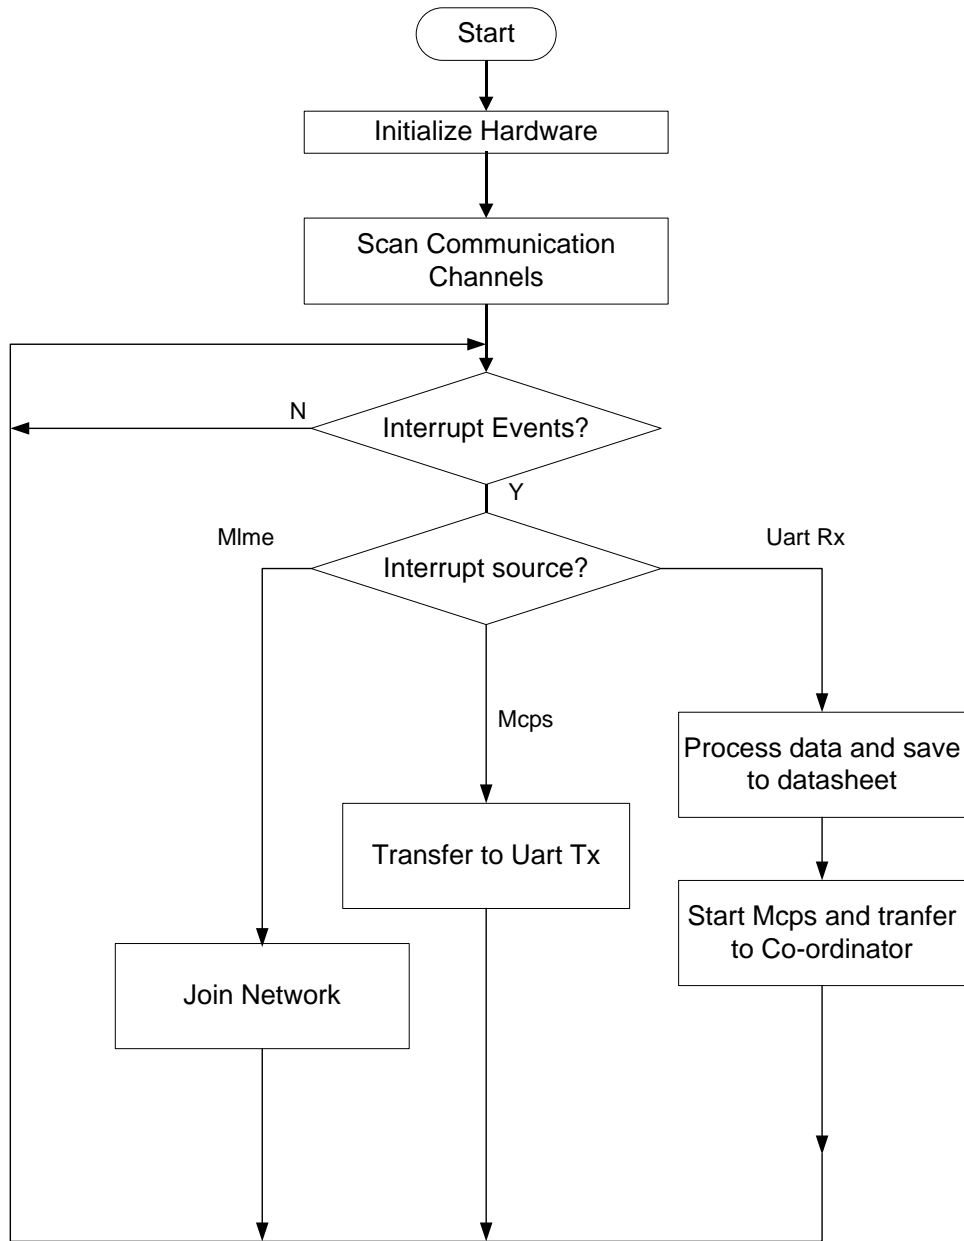 Start
Initialize Hardware
Scan Communication
Channels
N
Interrupt Events?
Y
Mlme
Uart Rx
Interrupt source?
Mcps
Process data and save
to datasheet
Transfer to Uart Tx
Start Mcps and tranfer
to Co-ordinator
Join Network